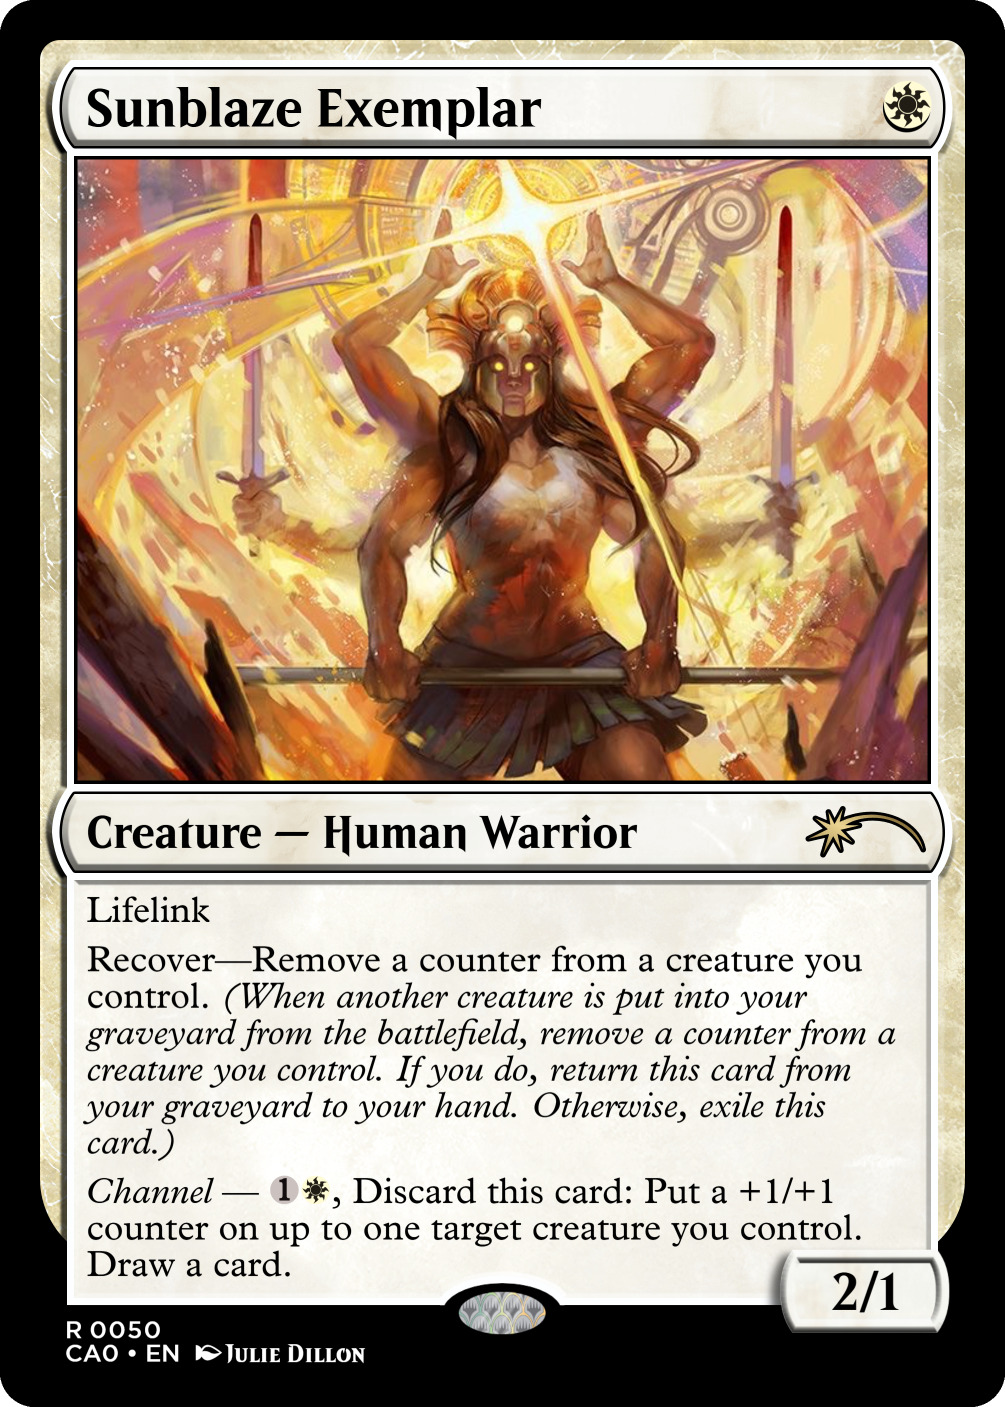 Sunblaze Exemplar
Creature — Human Warrior
Lifelink
Recover—Remove a counter from a creature you
control. (When another creature is put into your
graveyard from the battlefield, remove a counter from a
creature you control. If you do, return this card from
your graveyard to your hand. Otherwise, exile this
card.)
Channel — 1, Discard this card: Put a +1/+1
counter on up to one target creature you control.
Draw a card.
2/1
R 0050
CAO • EN JULIE DILLON